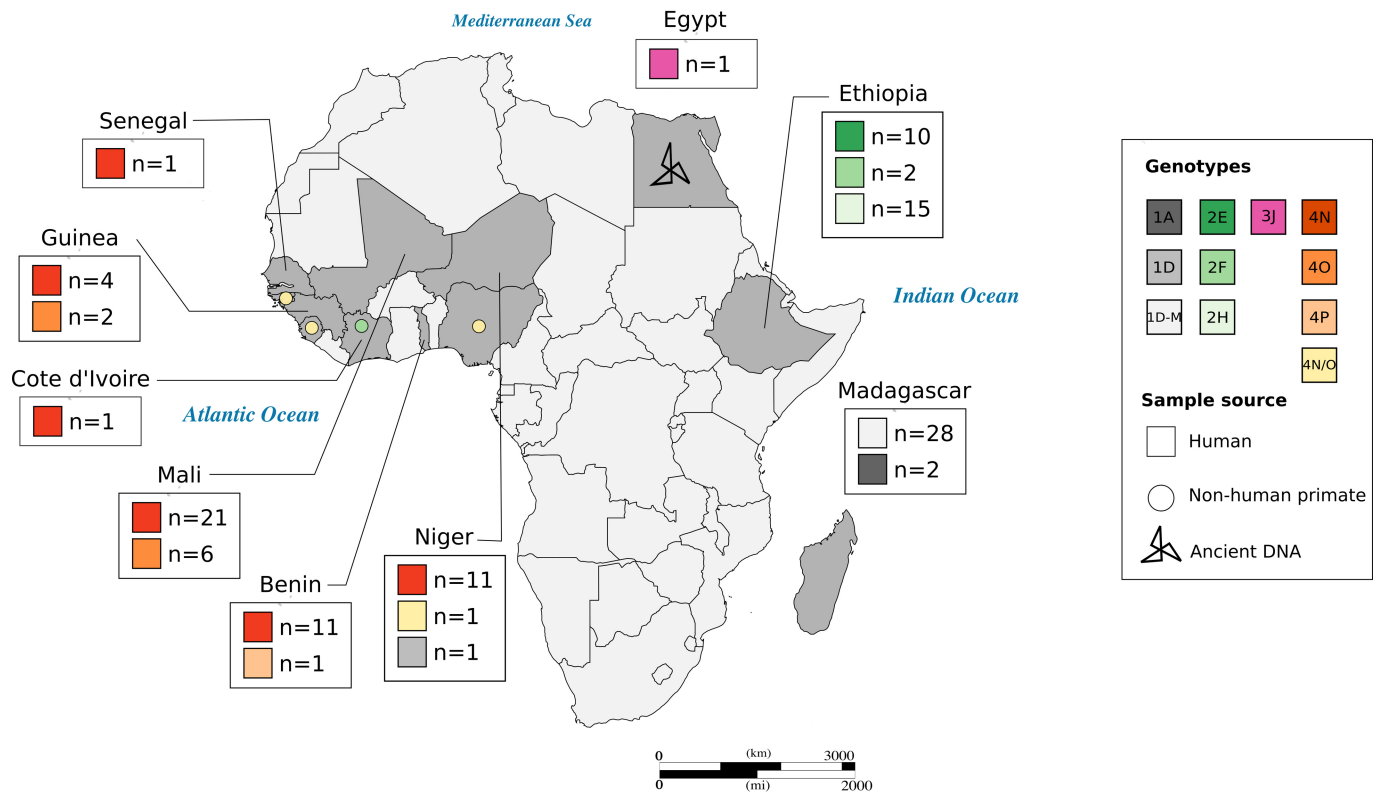 Mediterranean Sea
Egypt
n=1
Ethiopia
n=10
n=2
n=15
Senegal
n=1
Guinea
n=4
n=2
Cote d'Ivoire
n=1
Atlantic Ocean
Indian Ocean
Mali
n=21
n=6
Benin
n=11
n=1
Niger
n=11
n=1
n=1
Madagascar
n=28
n=2
Genotypes
1A 2E 3J 4N
1D 2F 4O
1D-M 2H 4P
4N/O
Sample source
Human
Non-human primate
Ancient DNA
0 (km) 3000
0 (mi) 2000